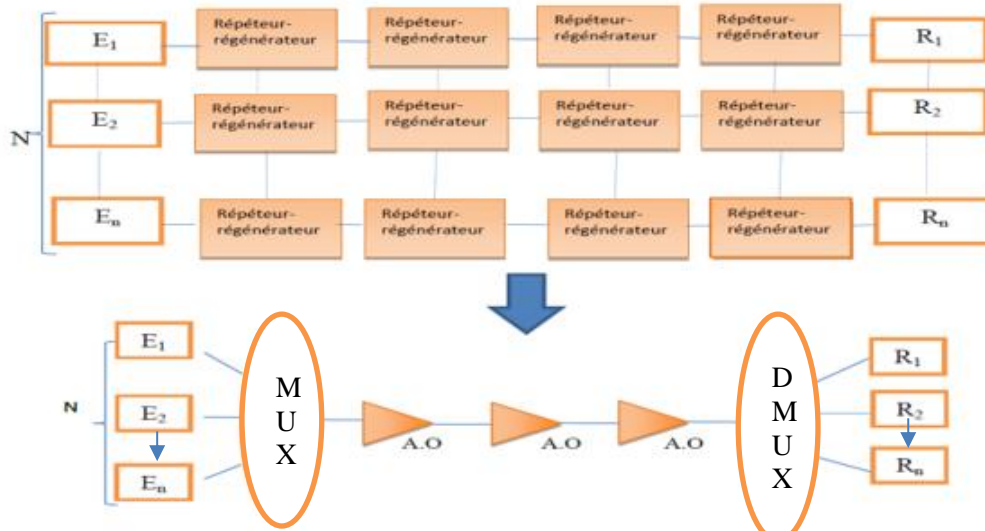 E1
Répéteur-
régénérateur
Répéteur-
régénérateur
Répéteur-
régénérateur
Répéteur-
régénérateur
R1
N
E2
Répéteur-
régénérateur
Répéteur-
régénérateur
Répéteur-
régénérateur
Répéteur-
régénérateur
R2
En
Répéteur-
régénérateur
Répéteur-
régénérateur
Répéteur-
régénérateur
Répéteur-
régénérateur
Rn
E1
R1
N
E2
M
U
X
A.O
A.O
A.O
D
M
U
X
R2
En
Rn